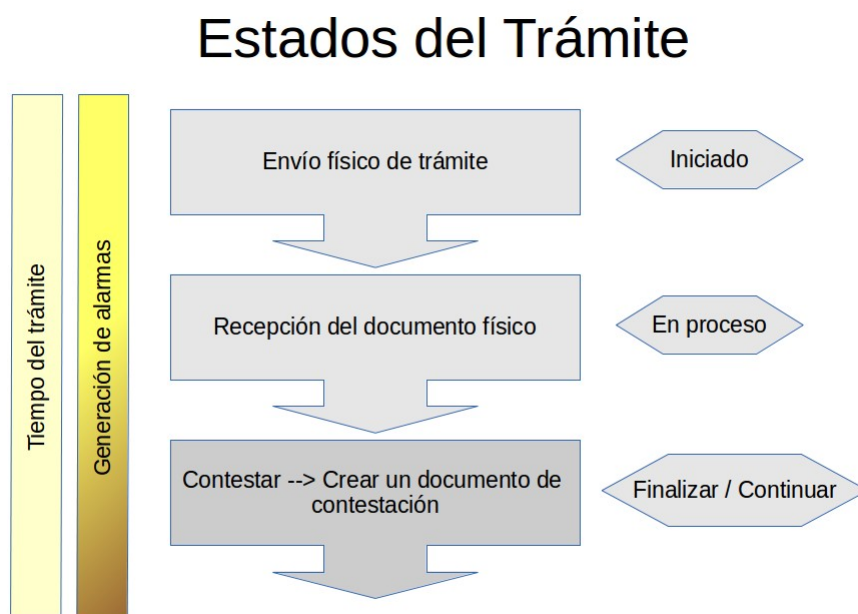 Estados del Trámite
Tiempo del trámite
Generación de alarmas
Envío físico de trámite
Iniciado
Recepción del documento físico
En proceso
Contestar --> Crear un documento de
contestación
Finalizar / Continuar